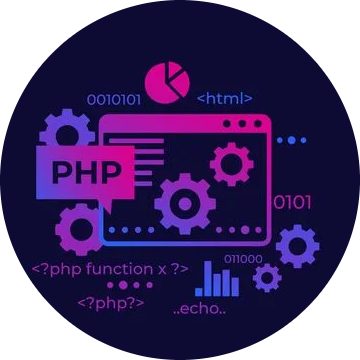 0010101
<html>
PHP
0101
011000
<?php function x ?>
<?php?>
..echo..